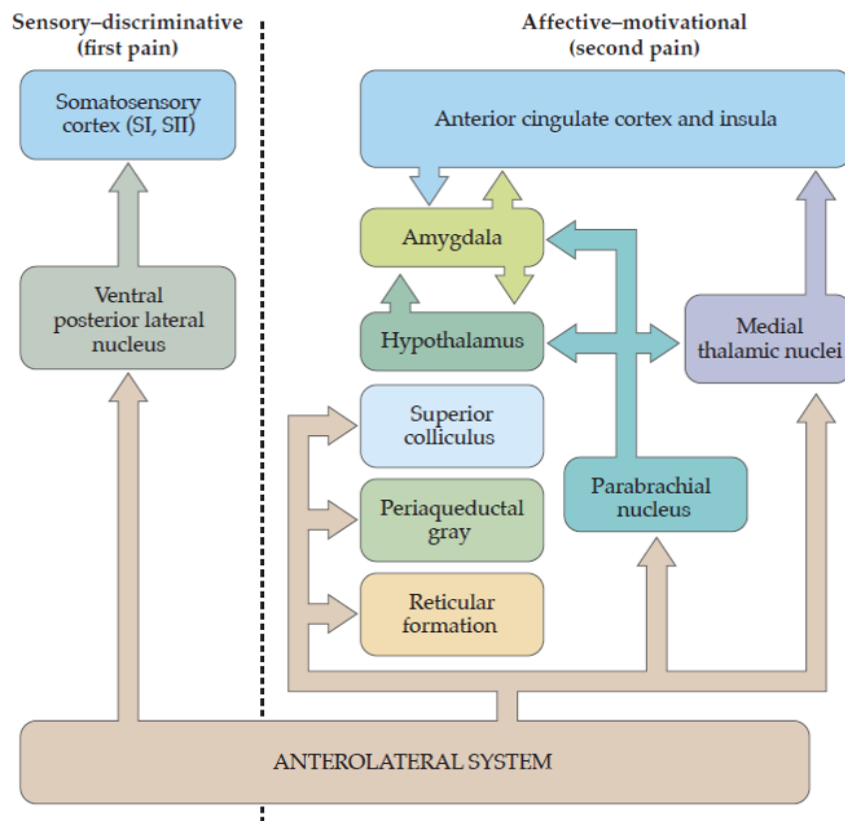 Sensory–discriminative
(first pain)
Affective–motivational
(second pain)
Somatosensory
cortex (SI, SII)
Anterior cingulate cortex and insula
Amygdala
Ventral
posterior lateral
nucleus
Hypothalamus
Medial
thalamic nuclei
Superior
colliculus
Parabrachial
nucleus
Periaqueductal
gray
Reticular
formation
ANTEROLATERAL SYSTEM